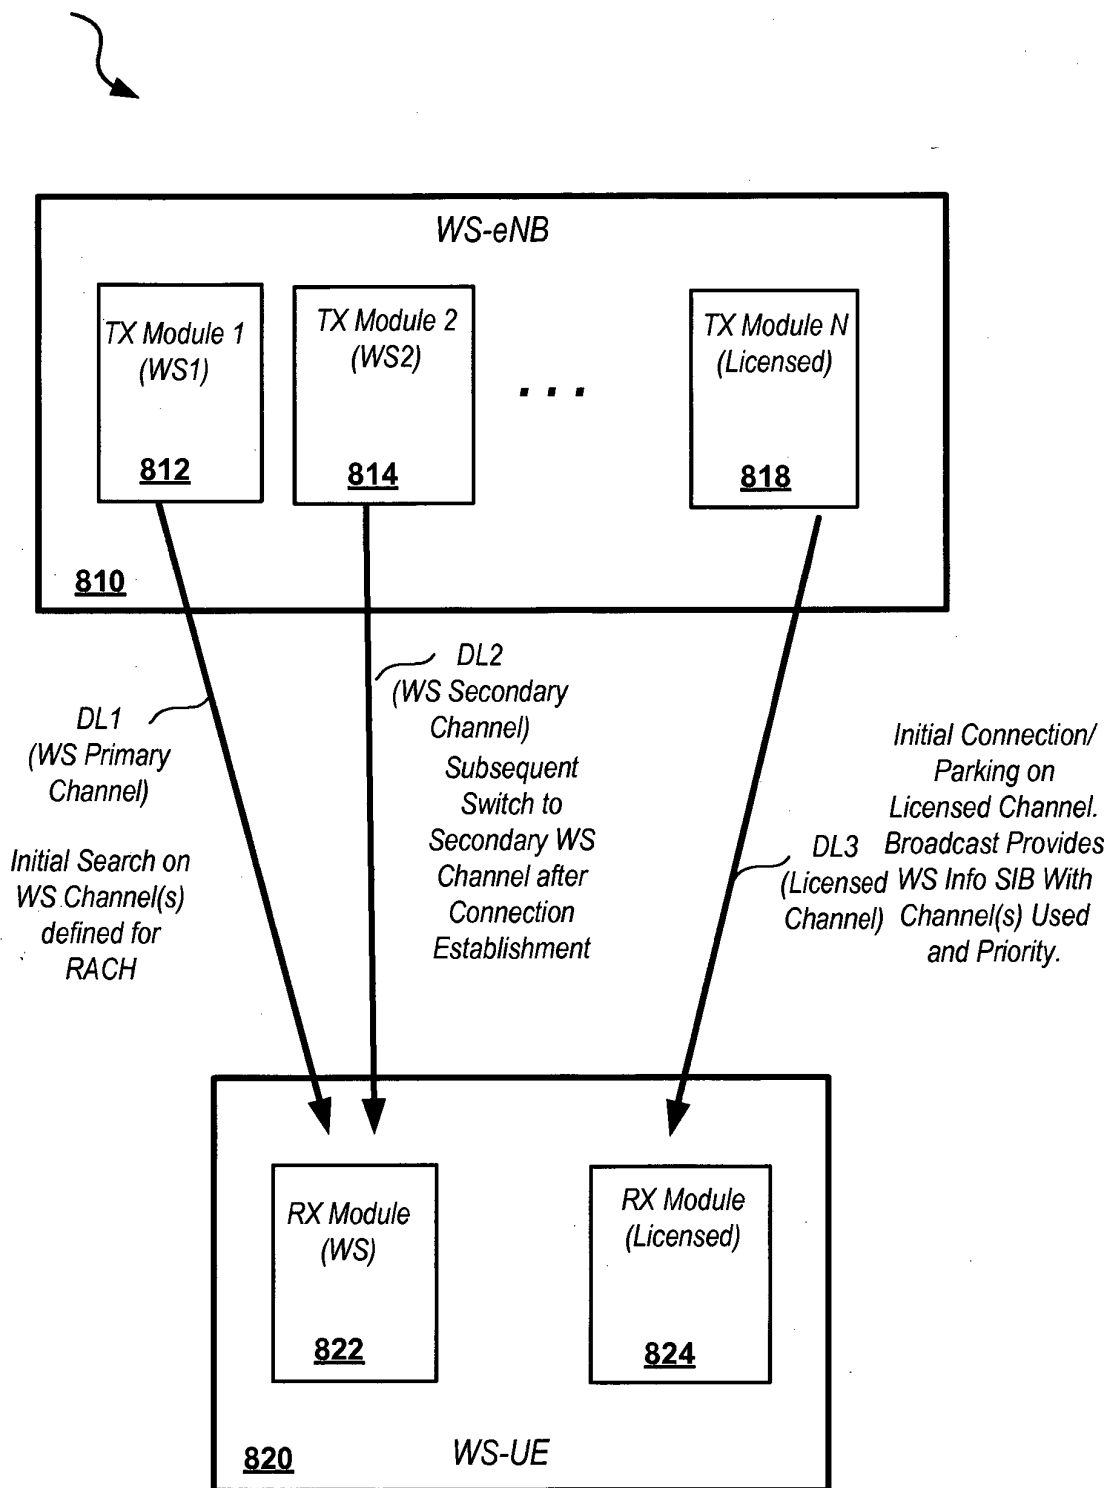 WS-eNB
TX Module 1
(WS1)
812
TX Module 2
(WS2)
814
. . .
TX Module N
(Licensed)
818
810
DL1
(WS Primary
Channel)
Initial Search on
WS Channel(s)
defined for
RACH
DL2
(WS Secondary
Channel)
Subsequent
Switch to
Secondary WS
Channel after
Connection
Establishment
DL3
(Licensed
Channel)
Initial Connection/
Parking on
Licensed Channel.
Broadcast Provides
WS Info SIB With
Channel(s) Used
and Priority.
RX Module
(WS)
822
RX Module
(Licensed)
824
820
WS-UE